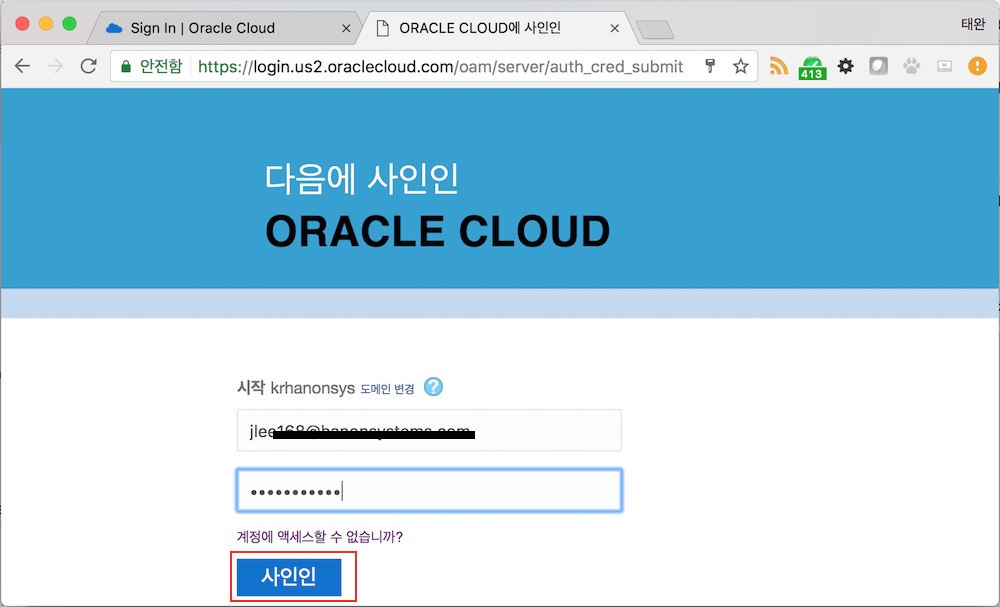 Sign In | Oracle Cloud
ORACLE CLOUD에 사인인
태완
안전함 https://login.us2.oraclecloud.com/oam/server/auth_cred_submit
413
다음에 사인인
ORACLE CLOUD
시작 krhanonsys 도메인 변경 ?
jlee
계정에 액세스할 수 없습니까?
사인인